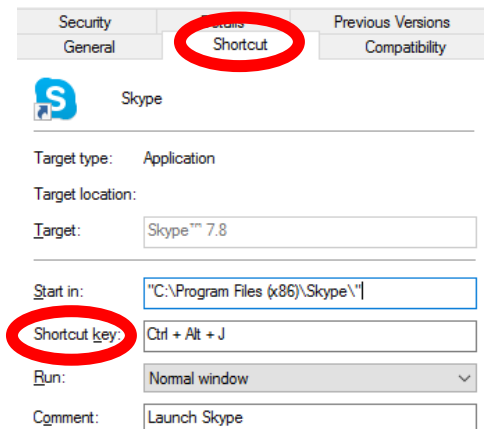 Security Details Previous Versions
General Shortcut Compatibility
Skype
Target type: Application
Target location:
Target: Skype™ 7.8
Start in: "C:\Program Files (x86)\Skype\"
Shortcut key: Ctrl + Alt + J
Run: Normal window
Comment: Launch Skype